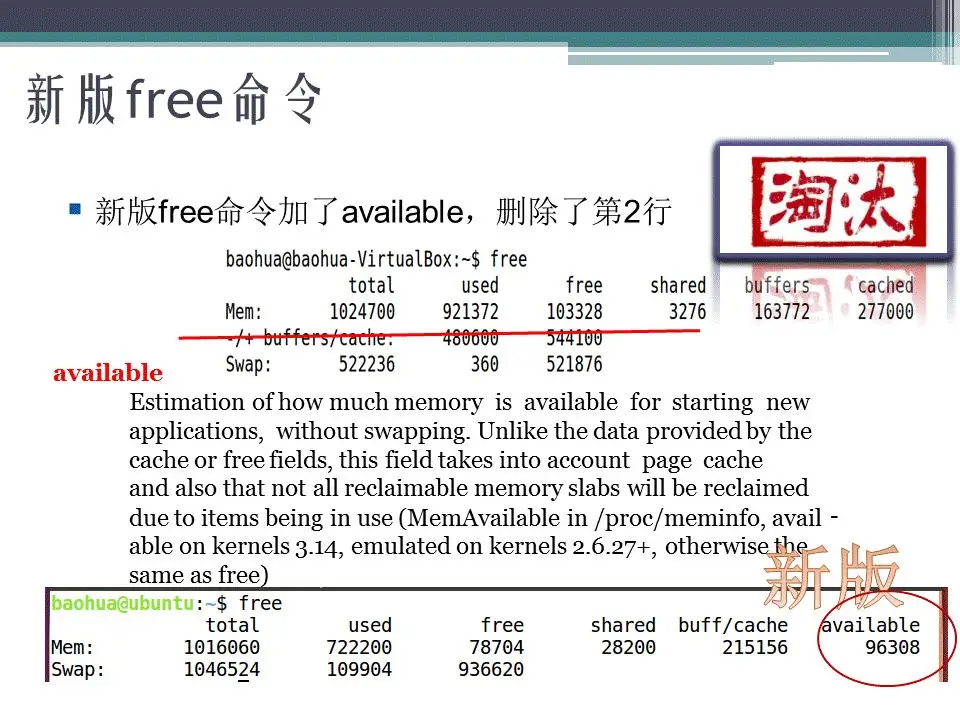 新版free命令
淘汰
新版free命令加了available，删除了第2行
baohua@baohua-VirtualBox:~$ free
total used free shared buffers cached
Mem: 1024700 921372 103328 3276 163772 277000
-/+ buffers/cache: 480600 544100
Swap: 522236 360 521876
available
Estimation of how much memory is available for starting new
applications, without swapping. Unlike the data provided by the
cache or free fields, this field takes into account page cache
and also that not all reclaimable memory slabs will be reclaimed
due to items being in use (MemAvailable in /proc/meminfo, avail -
able on kernels 3.14, emulated on kernels 2.6.27+, otherwise the
same as free)
新版
baohua@ubuntu:~$ free
total used free shared buff/cache available
Mem: 1016060 722200 78704 28200 215156 96308
Swap: 1046524 109904 936620